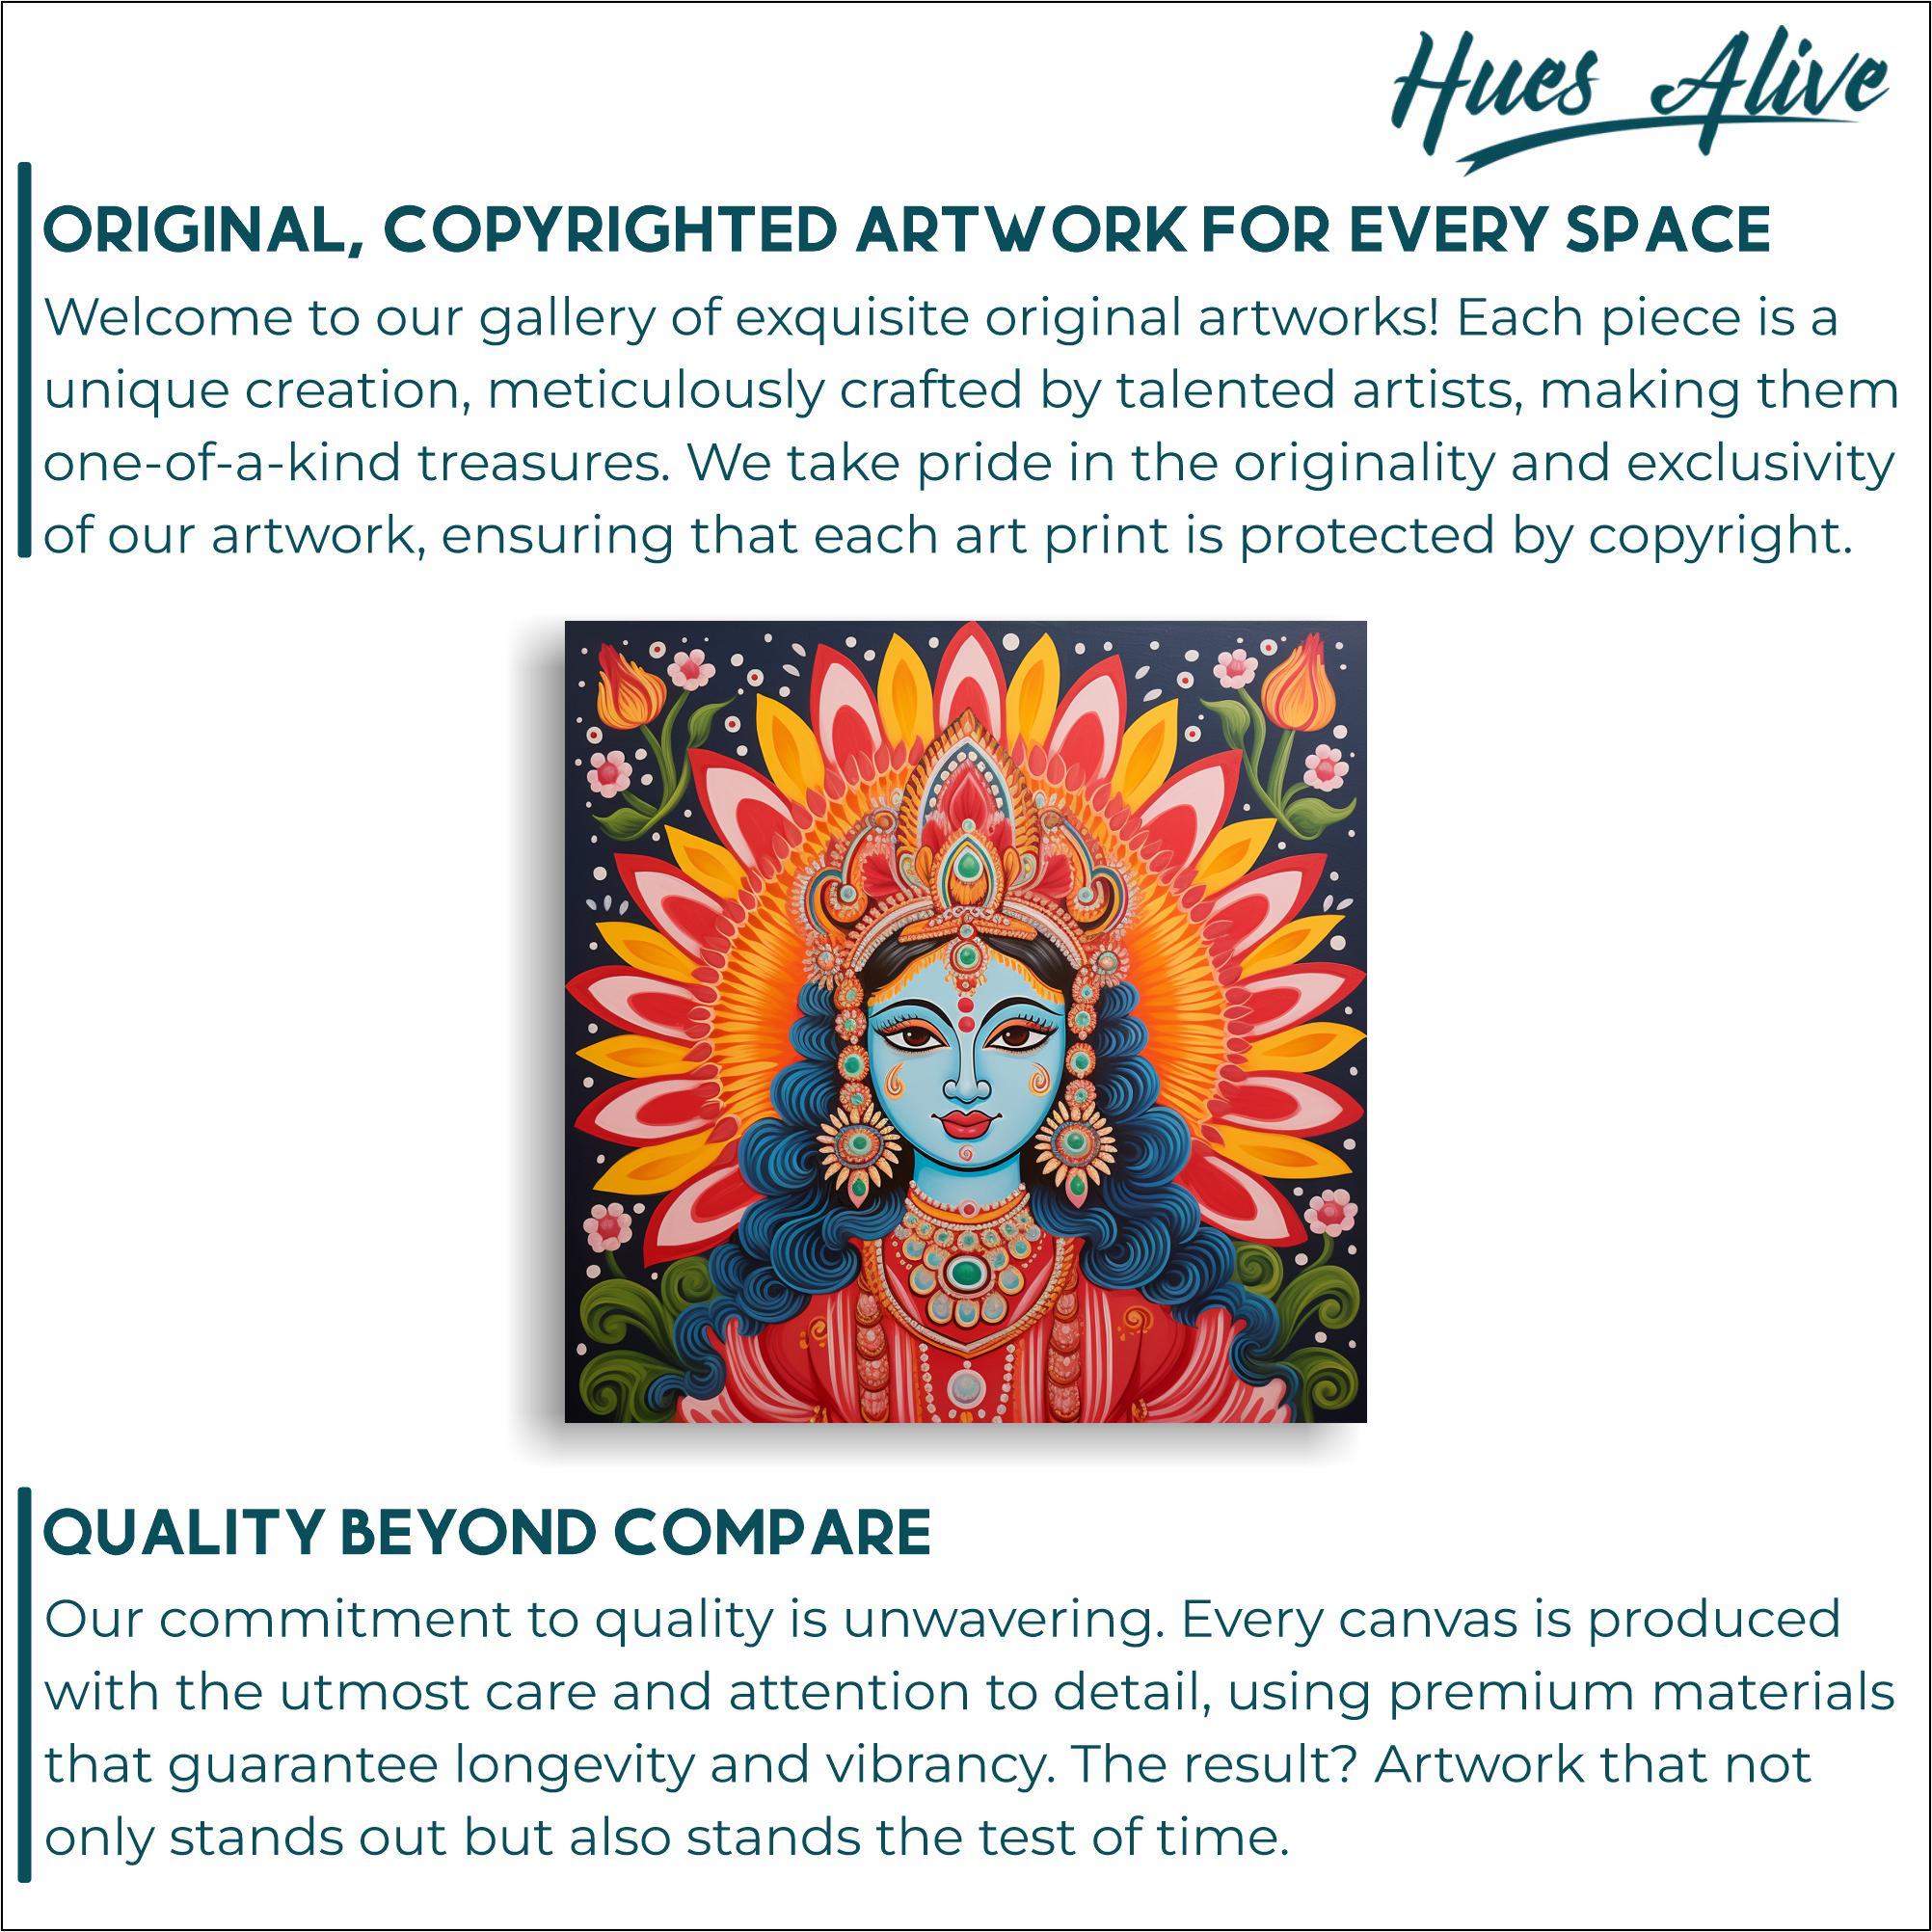 Hues Alive
ORIGINAL, COPYRIGHTED ARTWORK FOR EVERY SPACE
Welcome to our gallery of exquisite original artworks! Each piece is a
unique creation, meticulously crafted by talented artists, making them
one-of-a-kind treasures. We take pride in the originality and exclusivity
of our artwork, ensuring that each art print is protected by copyright.
QUALITY BEYOND COMPARE
Our commitment to quality is unwavering. Every canvas is produced
with the utmost care and attention to detail, using premium materials
that guarantee longevity and vibrancy. The result? Artwork that not
only stands out but also stands the test of time.